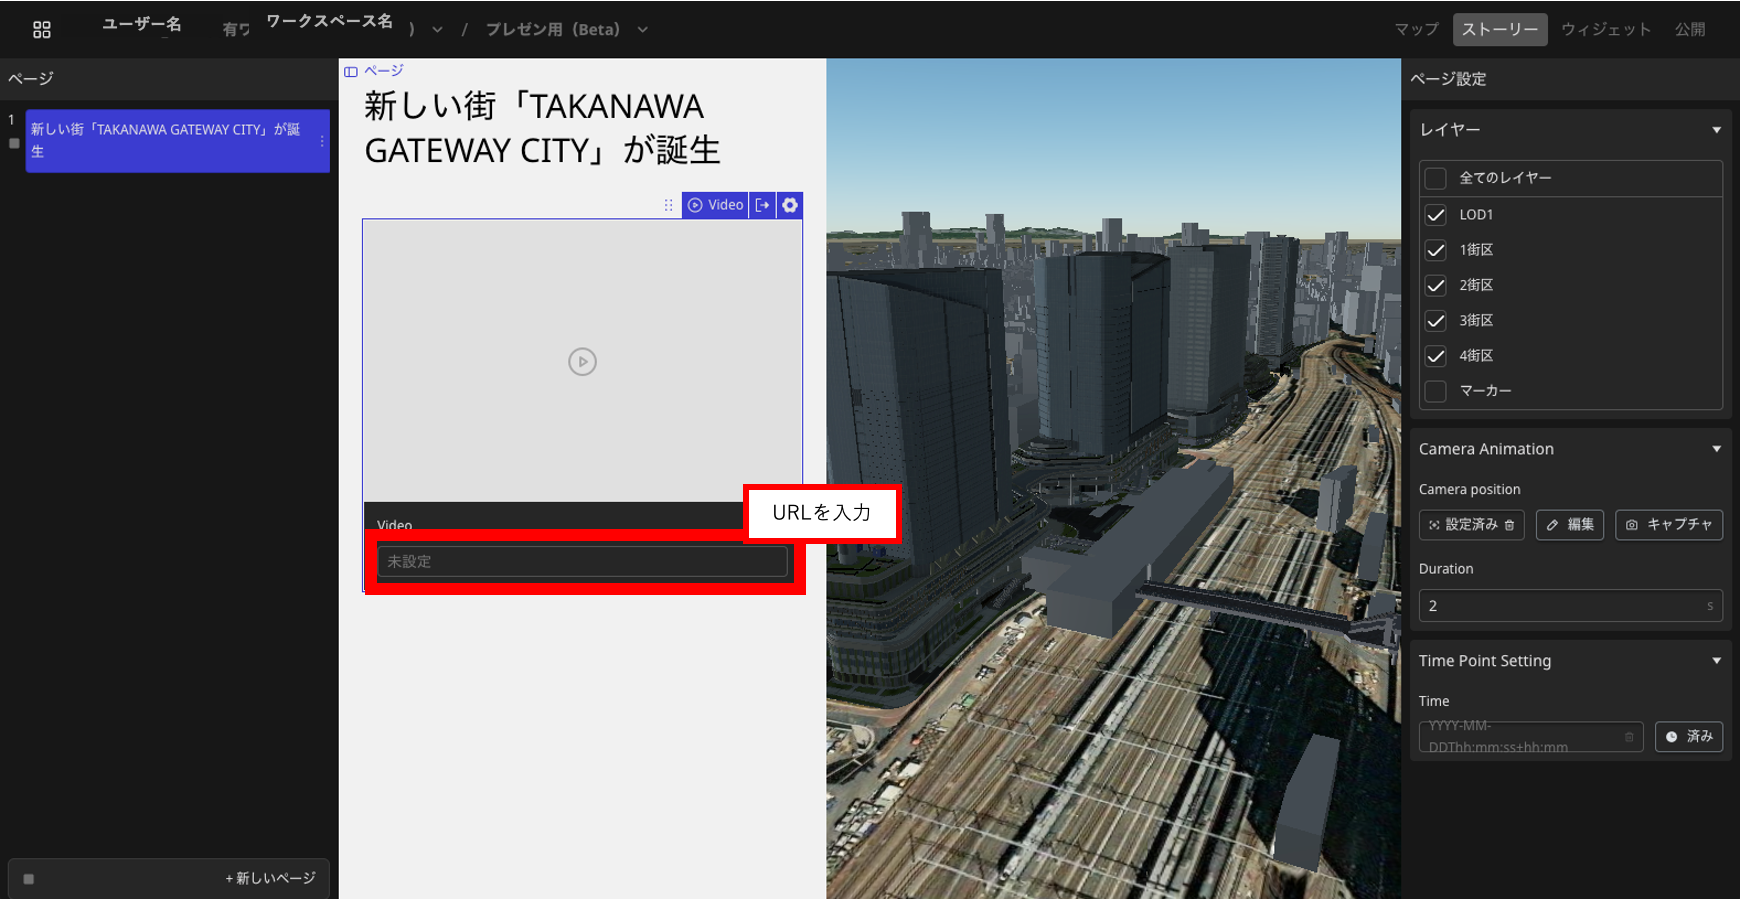 ユーザー名
有ワ
ワークスペース名
)
/
プレゼン用（Beta）
マップ
ストーリー
ウィジェット
公開
ページ
1
新しい街「TAKANAWA GATEWAY CITY」が誕
生
+ 新しいページ
ページ
新しい街「TAKANAWA
GATEWAY CITY」が誕生
Video
Video
未設定
URLを入力
ページ設定
レイヤー
全てのレイヤー
LOD1
1街区
2街区
3街区
4街区
マーカー
Camera Animation
Camera position
設定済み
編集
キャプチャ
Duration
2
s
Time Point Setting
Time
YYYY-MM-
DDThh:mm:ss+hh:mm
済み